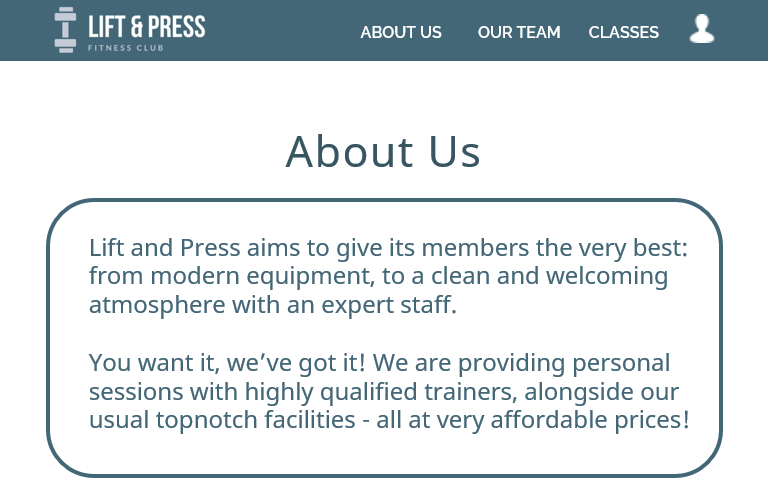 LIFT & PRESS
FITNESS CLUB
ABOUT US
OUR TEAM
CLASSES
About Us
Lift and Press aims to give its members the very best:
from modern equipment, to a clean and welcoming
atmosphere with an expert staff.
You want it, we’ve got it! We are providing personal
sessions with highly qualified trainers, alongside our
usual topnotch facilities - all at very affordable prices!